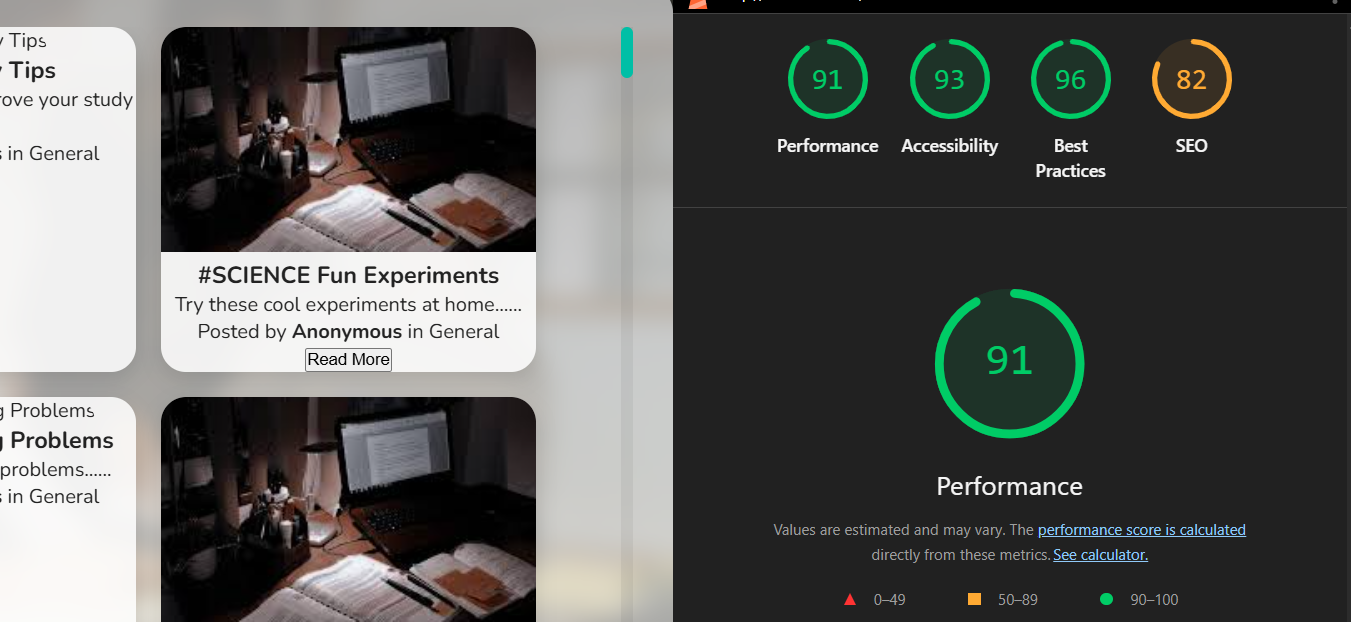 Tips
Tips
rove your study
in General
#SCIENCE Fun Experiments
Try these cool experiments at home......
Posted by Anonymous in General
Read More
Problems
Problems
problems......
in General
91
93
96
82
Performance
Accessibility
Best
Practices
SEO
91
Performance
Values are estimated and may vary. The performance score is calculated
directly from these metrics. See calculator.
0–49
50–89
90–100